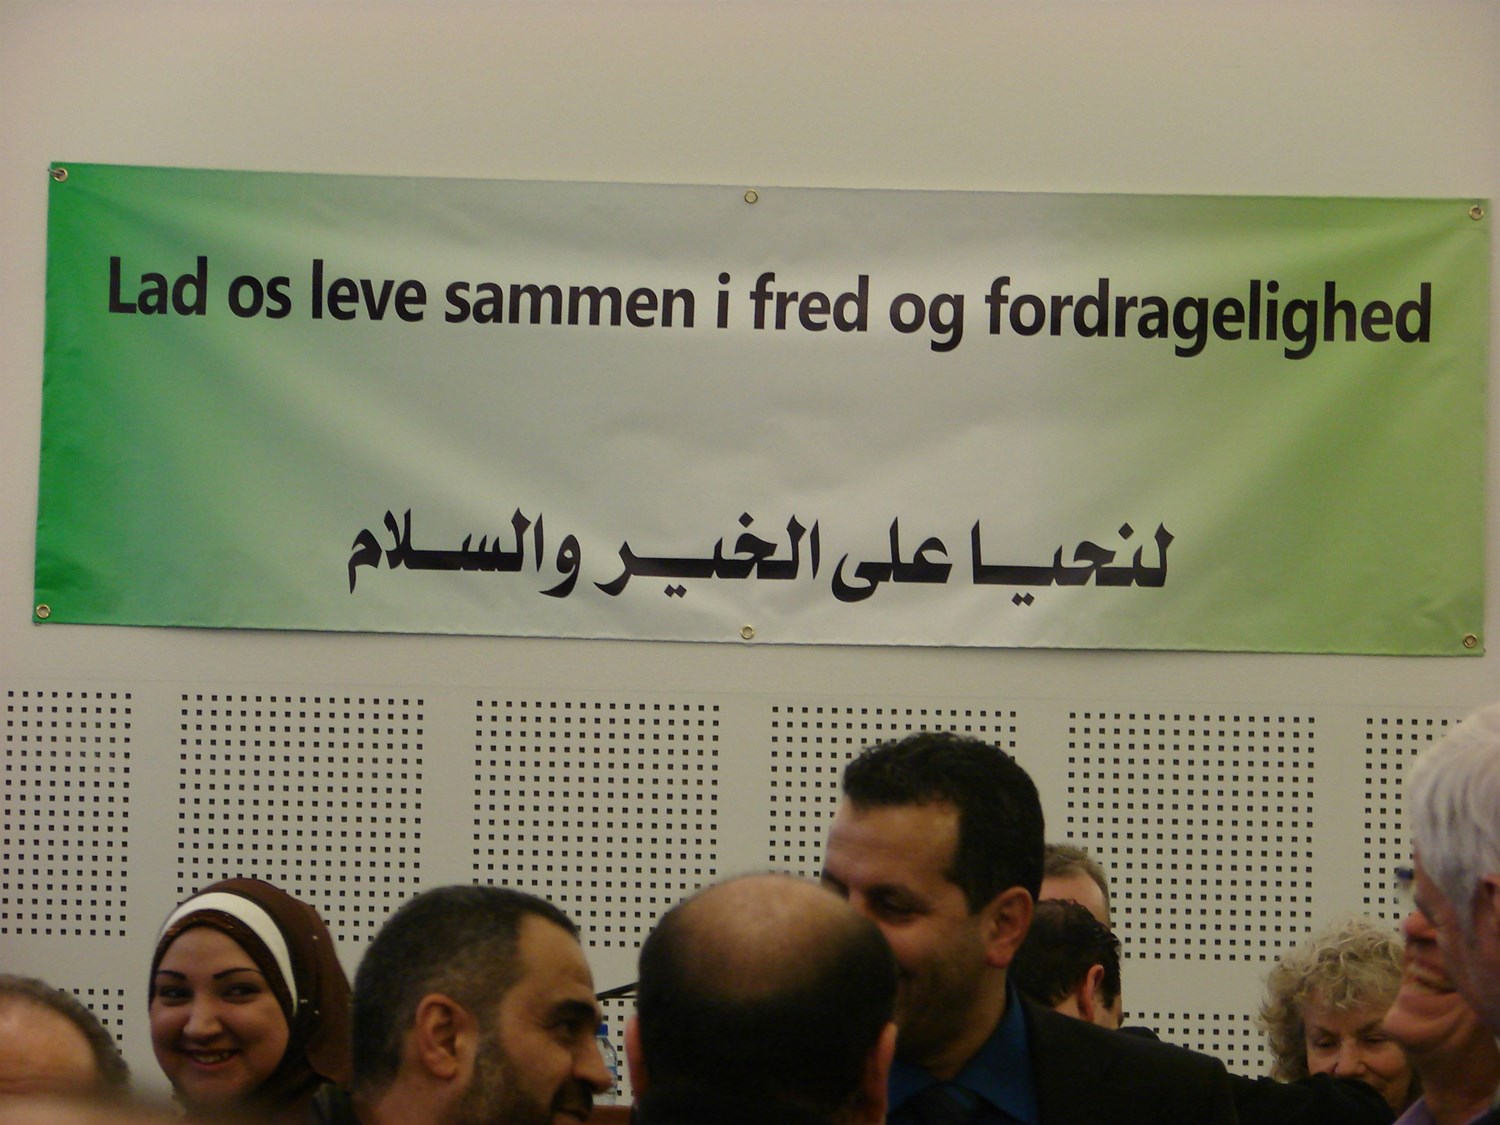 Lad os leve sammen i fred og fordragelighed
لنحيا على الخير والسلام